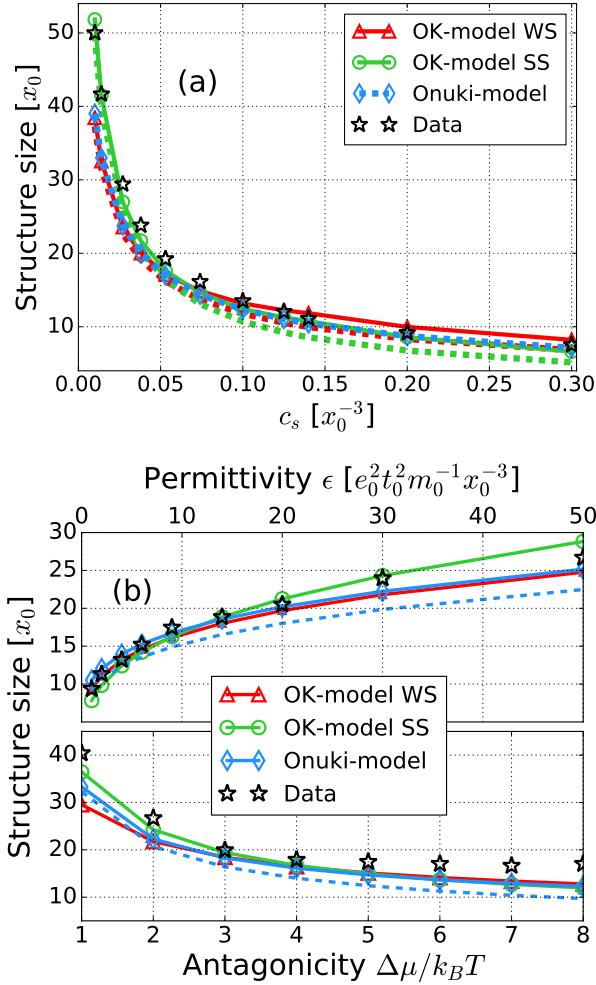 50
40
30
20
10
Structure size [x₀]
(a)
OK-model WS
OK-model SS
Onuki-model
Data
0.00 0.05 0.10 0.15 0.20 0.25 0.30
cₛ [x₀⁻³]
Permittivity ϵ [e₀²t₀²m₀⁻¹x₀⁻³]
0 10 20 30 40 50
30
25
20
15
10
(b)
Structure size [x₀]
OK-model WS
OK-model SS
Onuki-model
Data
40
30
20
10
1 2 3 4 5 6 7 8
Antagonicity Δμ/k_BT